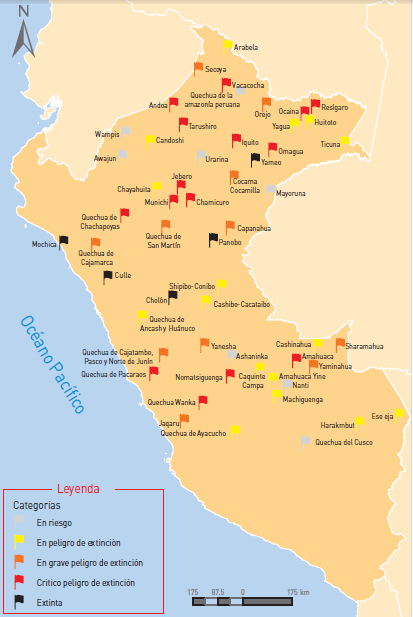 N
Arabela
Secoya
Vacacocha
Quechua de la
amazonía peruana
Andoa
Orejo
Ocaina
Resígaro
Tarushiro
Yagua
Huitoto
Wampis
Candoshi
Iquito
Omagua
Ticuna
Awajun
Urarina
Yameo
Jebero
Cocama
Cocamilla
Chayahuita
Mayoruna
Munichi
Chamicuro
Quechua de
Chachapoyas
Quechua de
San Martín
Capanahua
Panobo
Mochica
Quechua de
Cajamarca
Culle
Shipibo-Conibo
Cholón
Cashibo-Cacataibo
Quechua de
Ancash y Huánuco
Océano Pacífico
Quechua de Cajatambo,
Pasco y Norte de Junín
Yanesha
Ashaninka
Cashinahua
Sharamahua
Amahuaca
Yaminahua
Quechua de Pacaraos
Nomatsiguenga
Caquinte
Campa
Amahuaca Yine
Nanti
Machiguenga
Quechua Wanka
Jaqaru
Quechua de Ayacucho
Harakmbut
Ese eja
Quechua del Cusco
Leyenda
Categorías
En riesgo
En peligro de extinción
En grave peligro de extinción
Critico peligro de extinción
Extinta
175 87.5 0 175 km